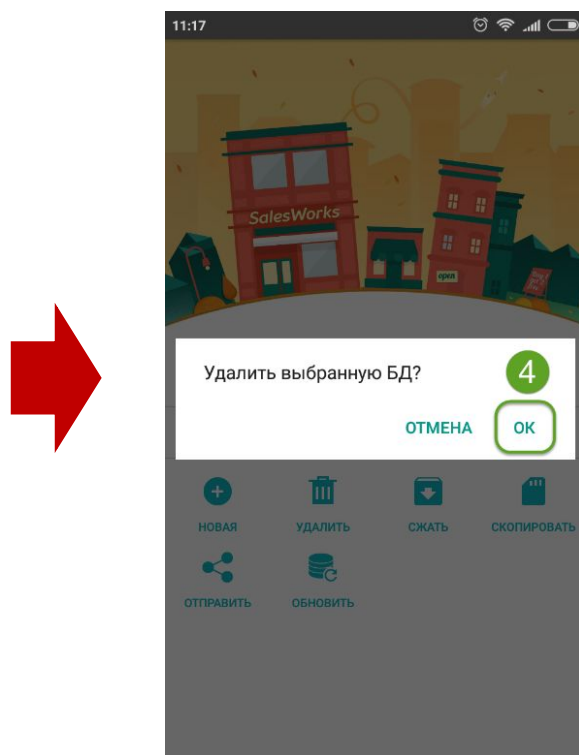 11:17
SalesWorks
open
Удалить выбранную БД?
4
ОТМЕНА ОК
НОВАЯ УДАЛИТЬ СЖАТЬ СКОПИРОВАТЬ
ОТПРАВИТЬ ОБНОВИТЬ